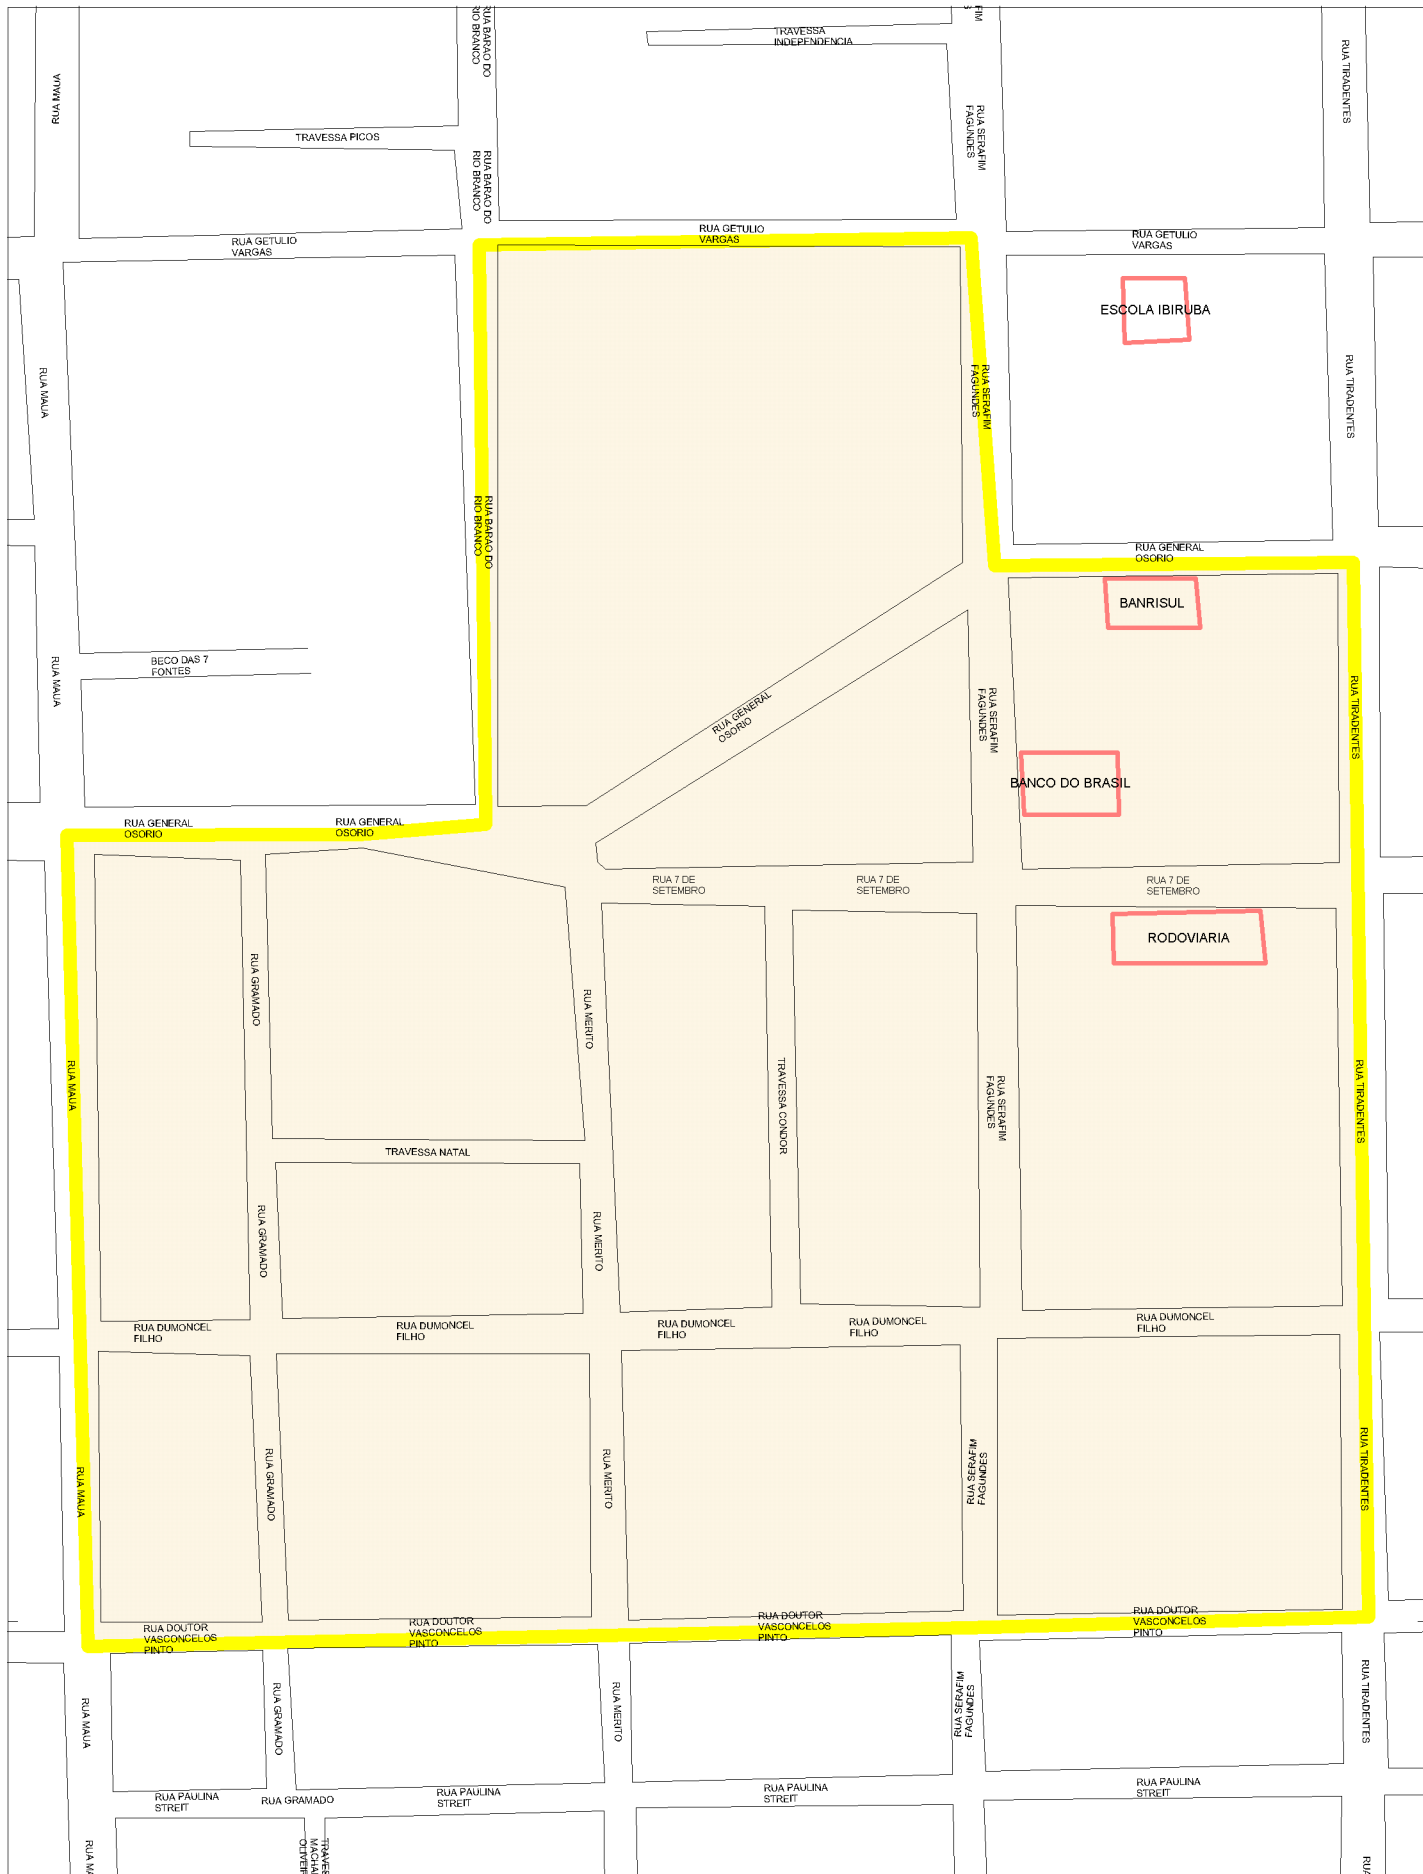 RUA BARAO DO
RIO BRANCO
FIM
TRAVESSA
INDEPENDENCIA
RUA MAUA
RUA TIRADENTES
RUA SERAFIM
FAGUNDES
TRAVESSA PICOS
RUA BARAO DO
RIO BRANCO
RUA GETULIO
VARGAS
RUA GETULIO
VARGAS
RUA GETULIO
VARGAS
ESCOLA IBIRUBA
RUA MAUA
RUA SERAFIM
FAGUNDES
RUA TIRADENTES
RUA BARAO DO
RIO BRANCO
RUA GENERAL
OSORIO
BANRISUL
BECO DAS 7
FONTES
RUA MAUA
RUA GENERAL
OSORIO
RUA SERAFIM
FAGUNDES
RUA TIRADENTES
BANCO DO BRASIL
RUA GENERAL
OSORIO
RUA GENERAL
OSORIO
RUA 7 DE
SETEMBRO
RUA 7 DE
SETEMBRO
RUA 7 DE
SETEMBRO
RODOVIARIA
RUA GRAMADO
RUA MERITO
RUA MAUA
TRAVESSA CONDOR
RUA SERAFIM
FAGUNDES
RUA TIRADENTES
TRAVESSA NATAL
RUA GRAMADO
RUA MERITO
RUA DUMONCEL
FILHO
RUA DUMONCEL
FILHO
RUA DUMONCEL
FILHO
RUA DUMONCEL
FILHO
RUA DUMONCEL
FILHO
RUA MAUA
RUA GRAMADO
RUA MERITO
RUA SERAFIM
FAGUNDES
RUA TIRADENTES
RUA DOUTOR
VASCONCELOS
PINTO
RUA DOUTOR
VASCONCELOS
PINTO
RUA DOUTOR
VASCONCELOS
PINTO
RUA DOUTOR
VASCONCELOS
PINTO
RUA MAUA
RUA GRAMADO
RUA MERITO
RUA SERAFIM
FAGUNDES
RUA TIRADENTES
RUA PAULINA
STREIT
RUA GRAMADO
RUA PAULINA
STREIT
RUA PAULINA
STREIT
RUA PAULINA
STREIT
RUA MA
RUA